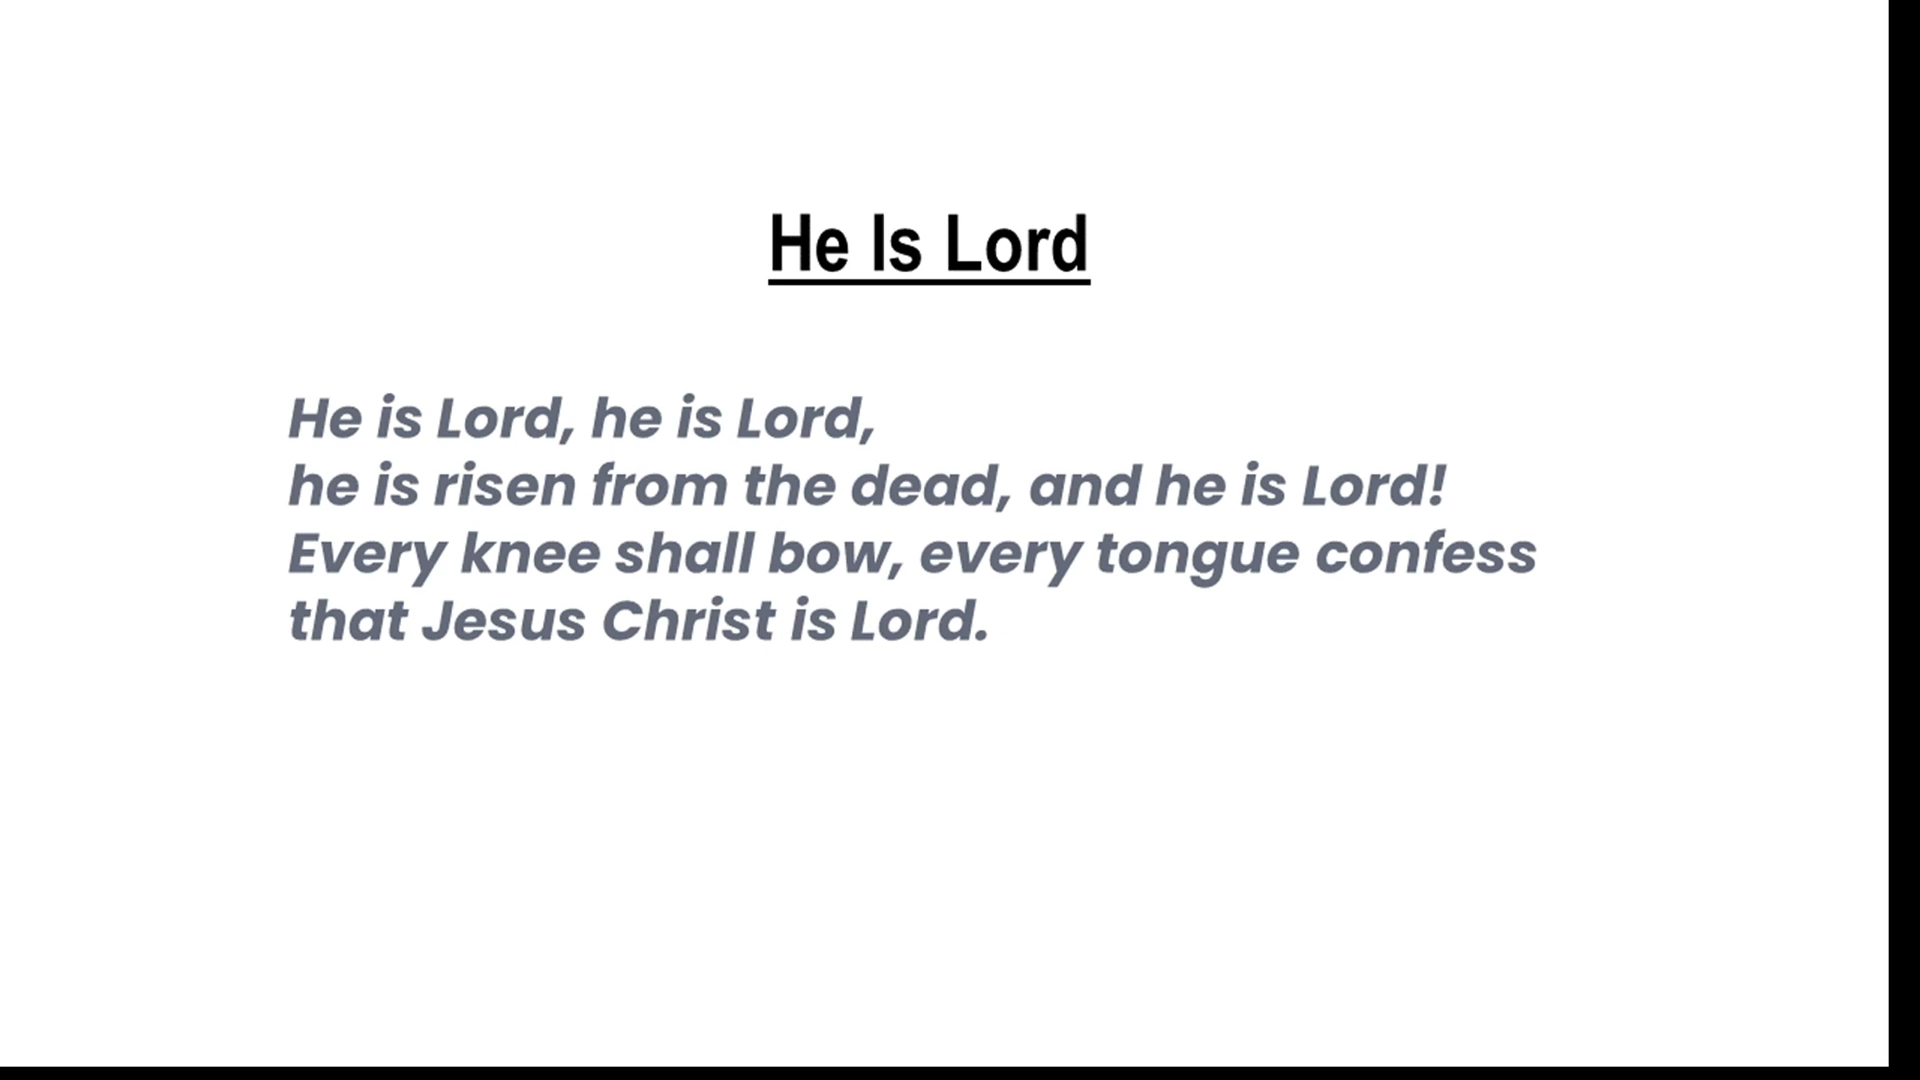 He Is Lord
He is Lord, he is Lord,
he is risen from the dead, and he is Lord!
Every knee shall bow, every tongue confess
that Jesus Christ is Lord.